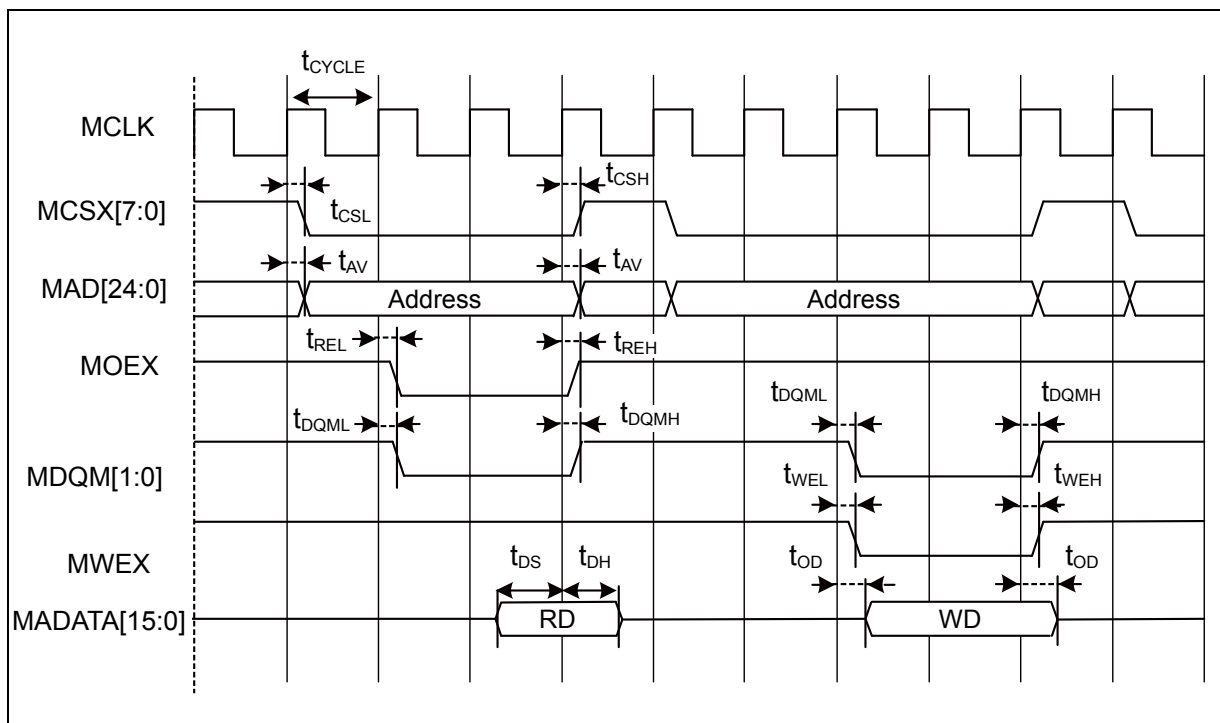 tCYCLE
MCLK
tCSH
MCSX[7:0]
tCSL
tAV
tAV
MAD[24:0]
Address
Address
tREL
tREH
MOEX
tDQML
tDQMH
tDQML
tDQMH
MDQM[1:0]
tWEL
tWEH
MWEX
tDS
tDH
tOD
tOD
MADATA[15:0]
RD
WD